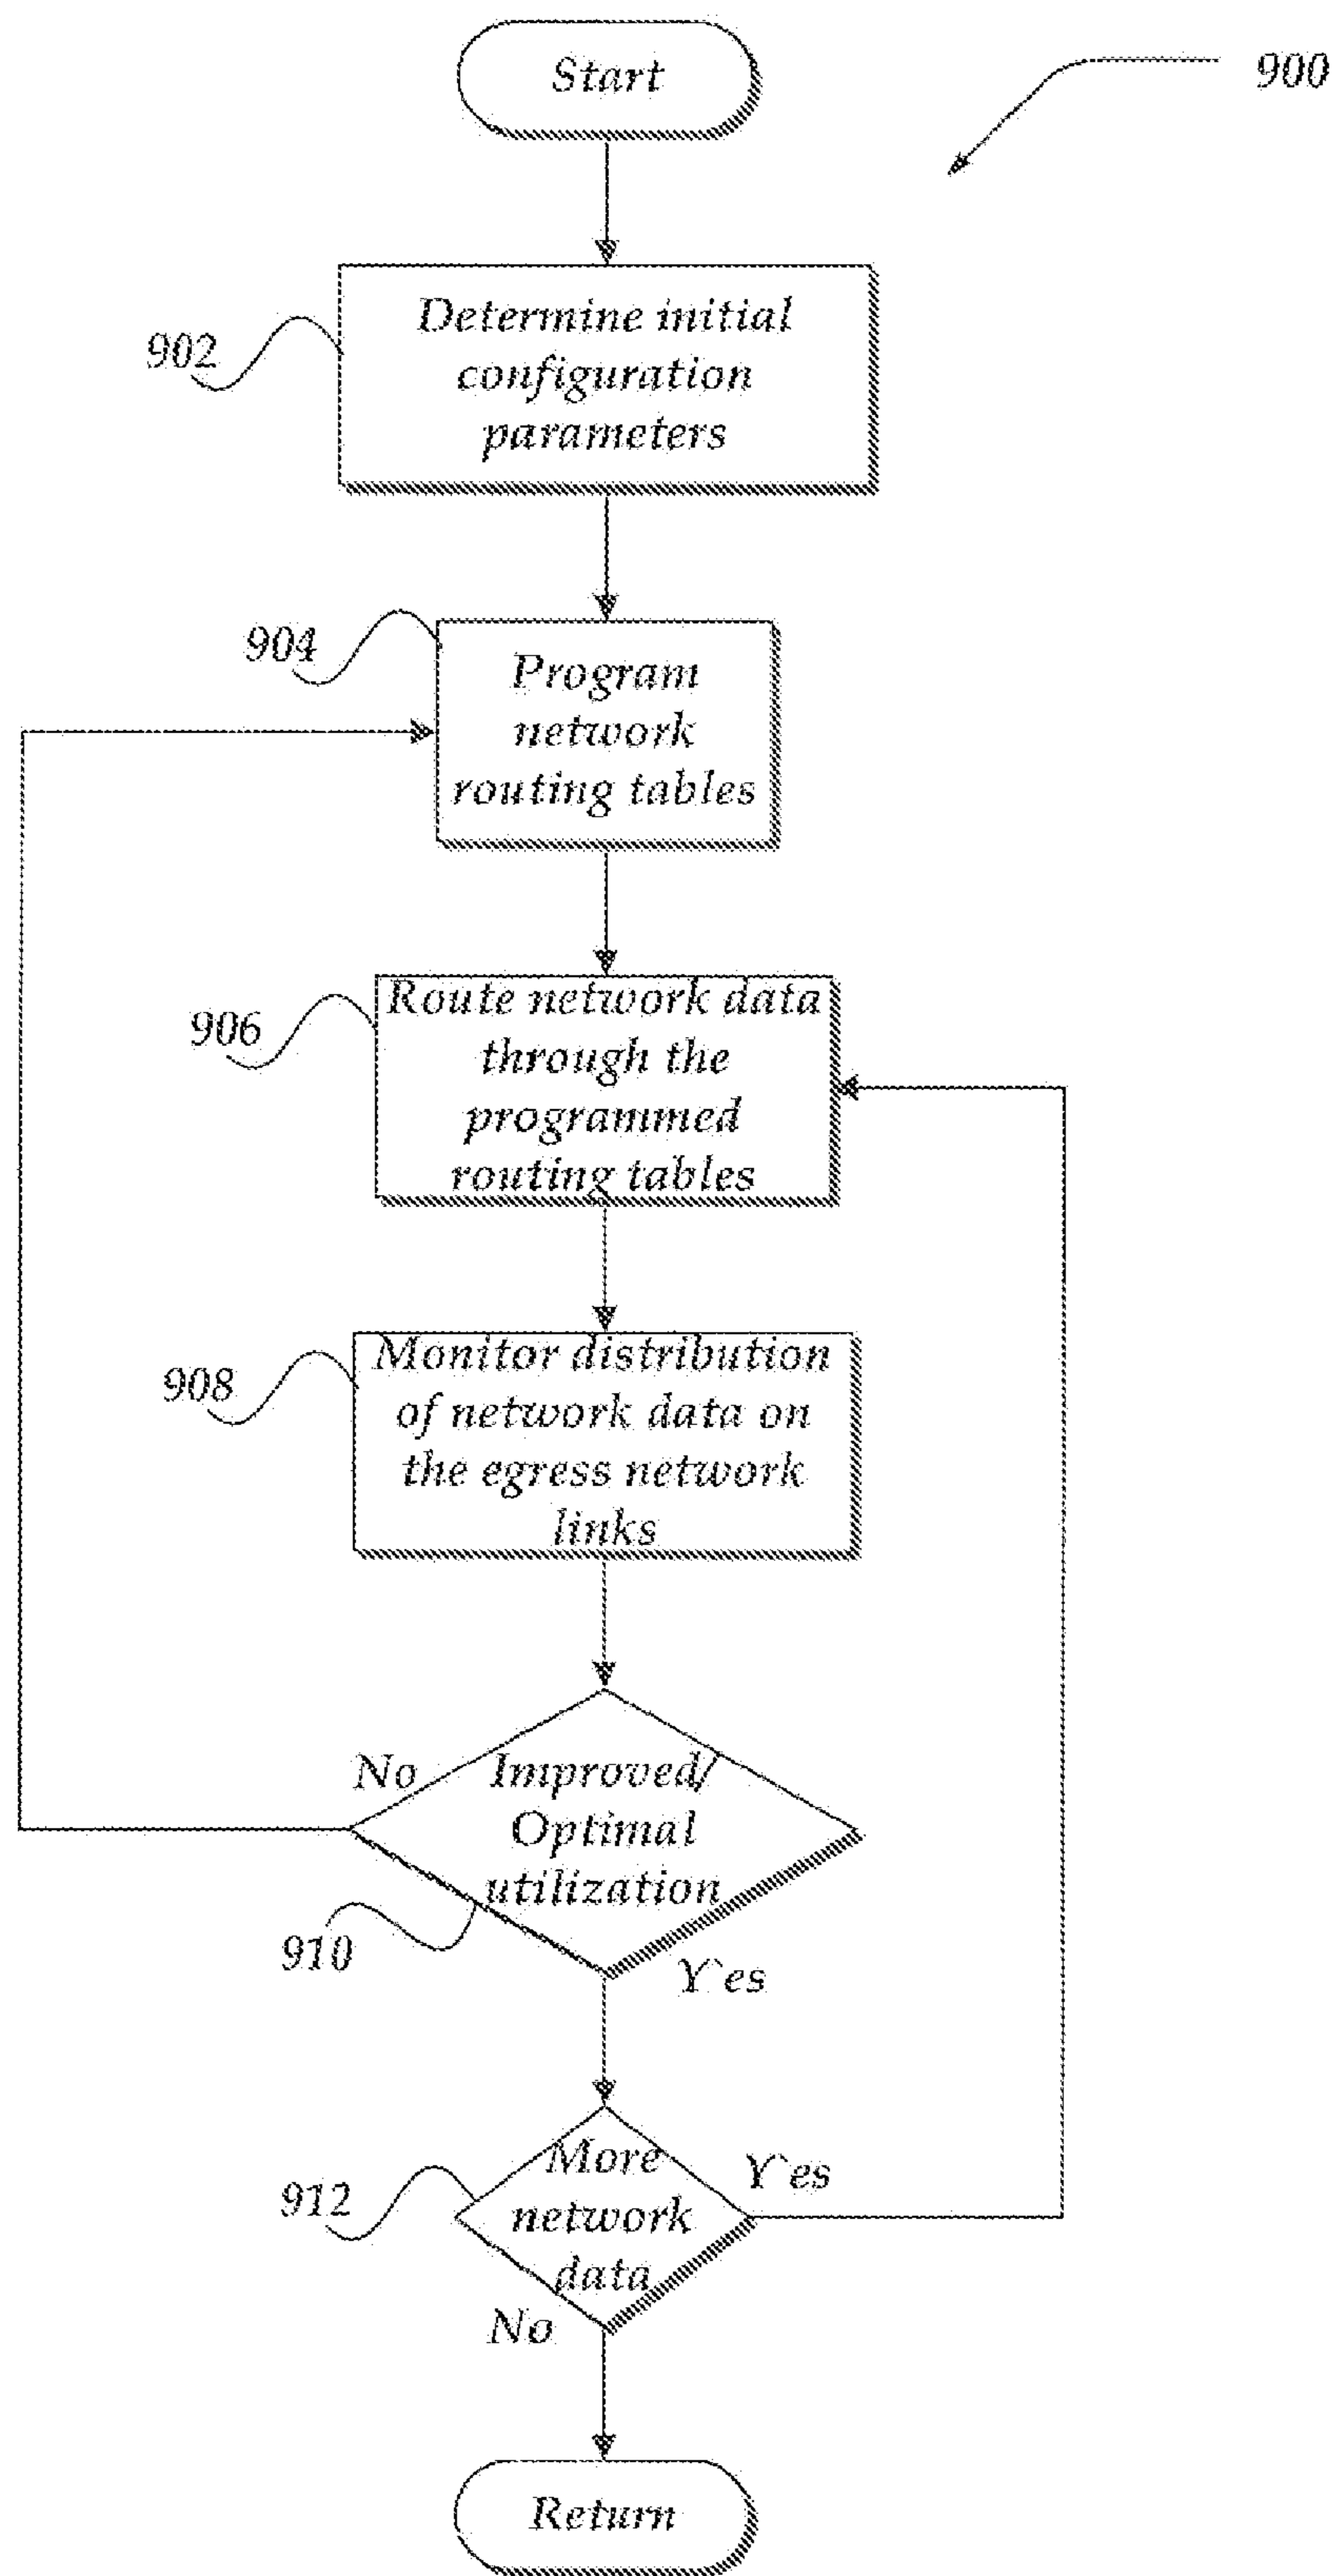 Start
900
902
Determine initial
configuration
parameters
904
Program
network
routing tables
906
Route network data
through the
programmed
routing tables
908
Monitor distribution
of network data on
the egress network
links
No
Improved/
Optimal
utilization
910
Yes
912
More
network
data
Yes
No
Return